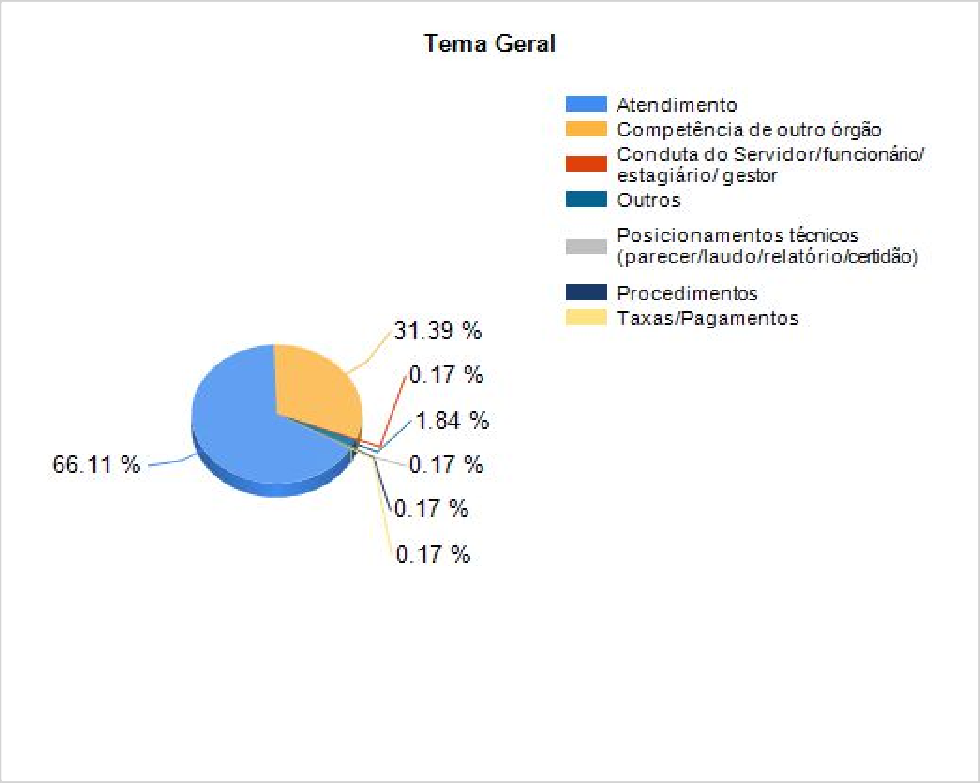 Tema Geral
Atendimento
Competência de outro órgão
Conduta do Servidor/funcionário/
estagiário/ gestor
Outros
Posicionamentos técnicos
(parecer/laudo/relatório/certidão)
Procedimentos
Taxas/Pagamentos
31.39 %
0.17 %
1.84 %
66.11 %
0.17 %
0.17 %
0.17 %